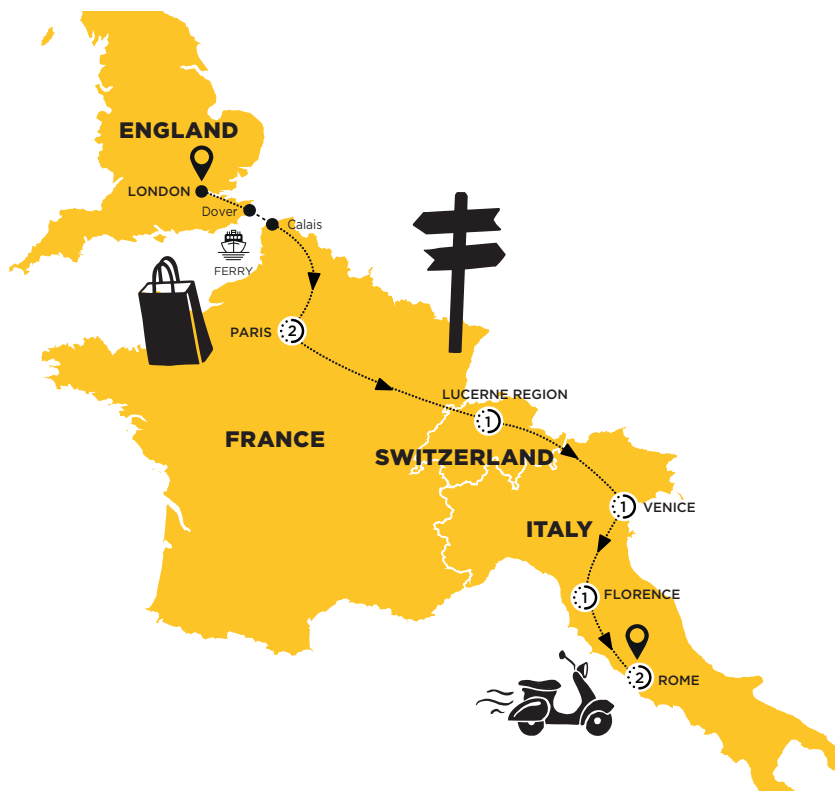 ENGLAND
LONDON
Dover
Calais
FERRY
PARIS 2
LUCERNE REGION
1
FRANCE
SWITZERLAND
1 VENICE
ITALY
1 FLORENCE
2 ROME